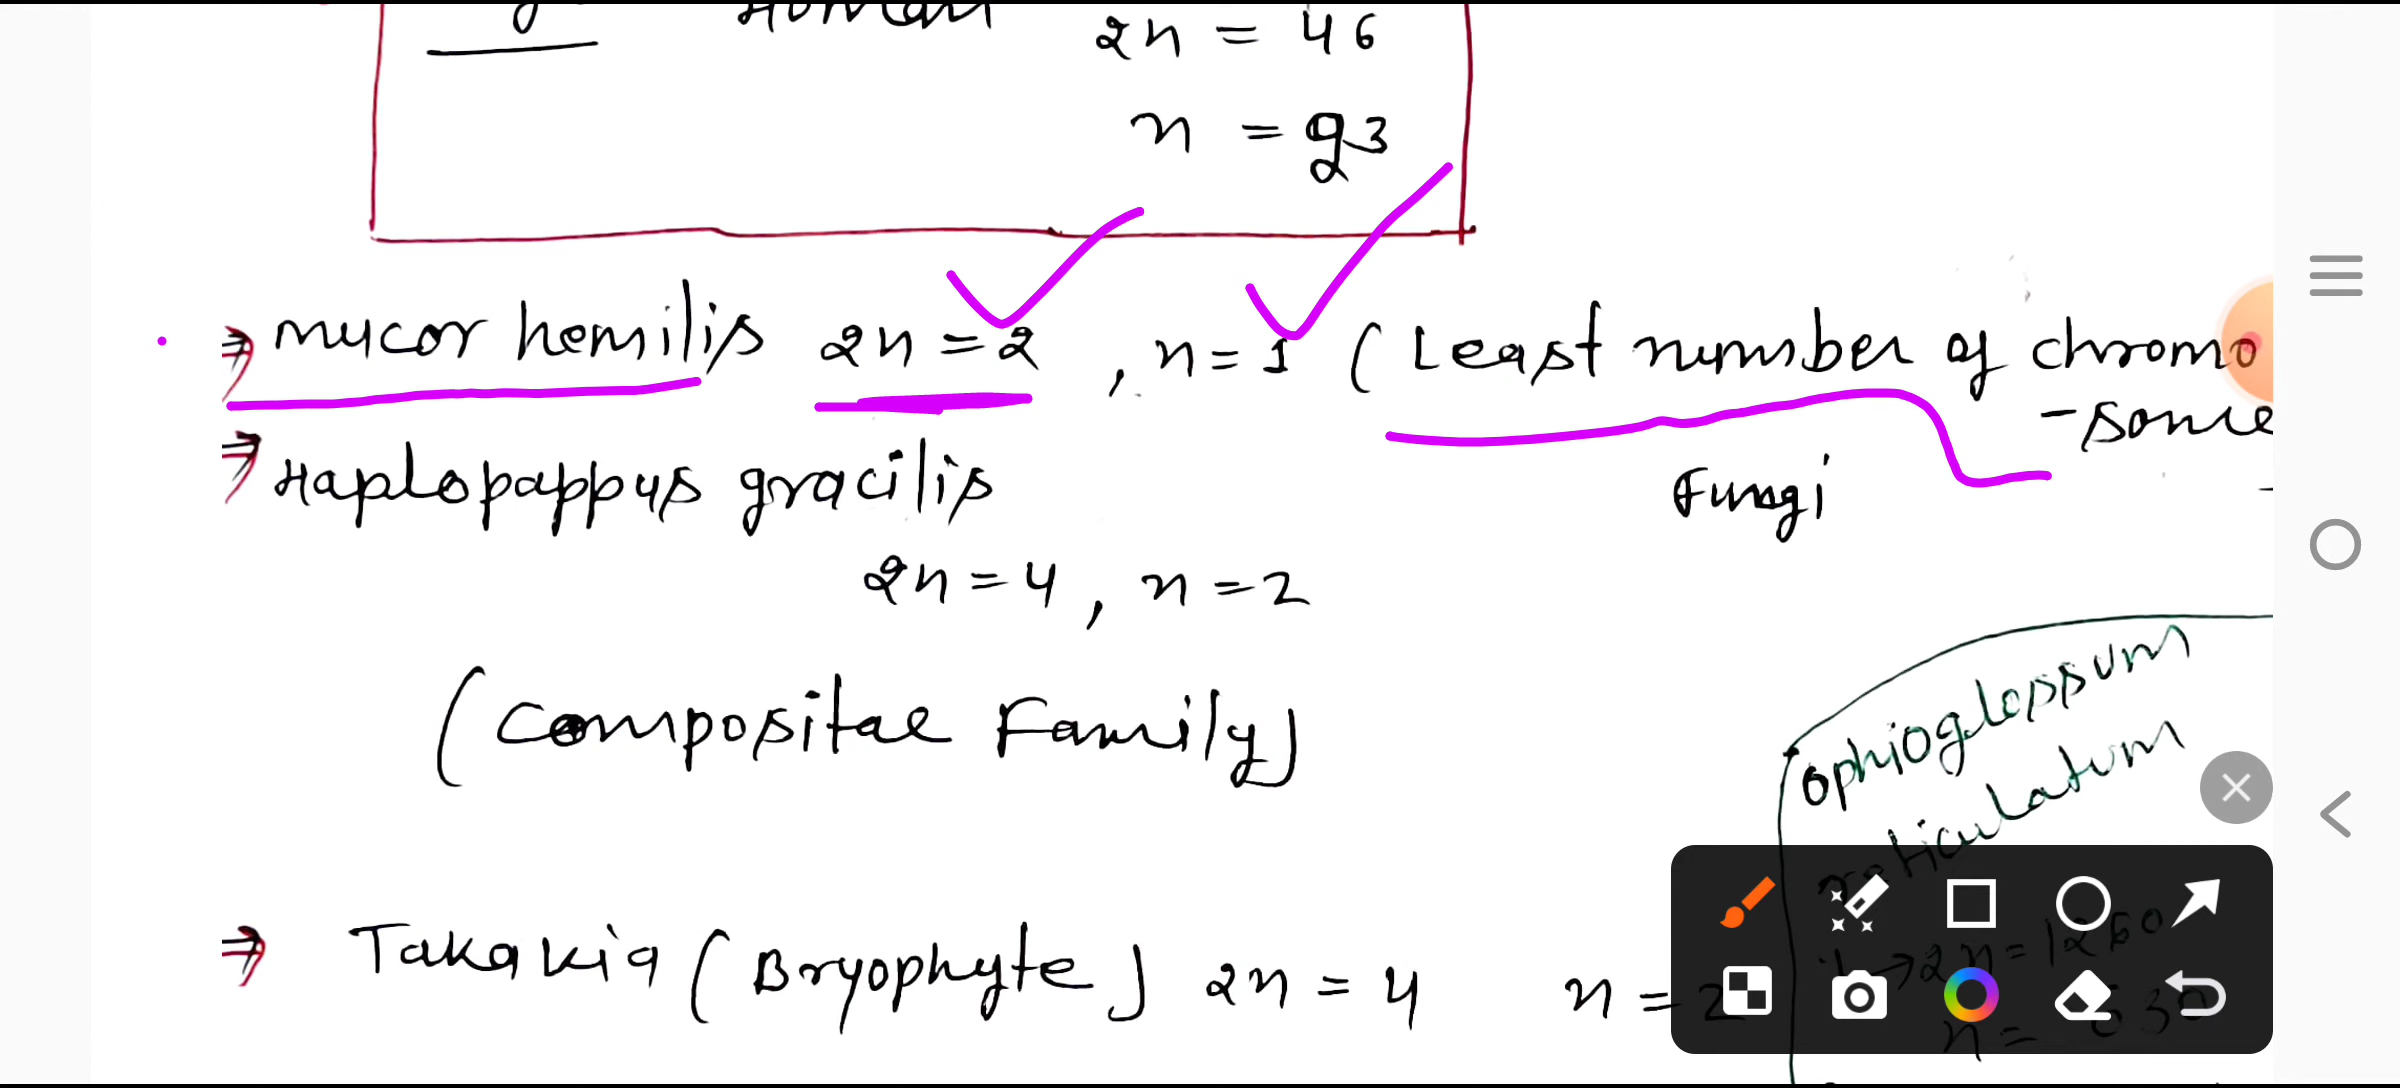 Human 2n = 46
n = 23
⇒ Mucor hemilis 2n = 2 , n = 1 (Least number of chromo
-some
Fungi
⇒ Haplopappus gracilis
2n = 4 , n = 2
(Compositae Family)
Ophioglossum
reticulatum
→ 2n = 1260
n = 630
⇒ Takakia (Bryophyte) 2n = 4 n = 2